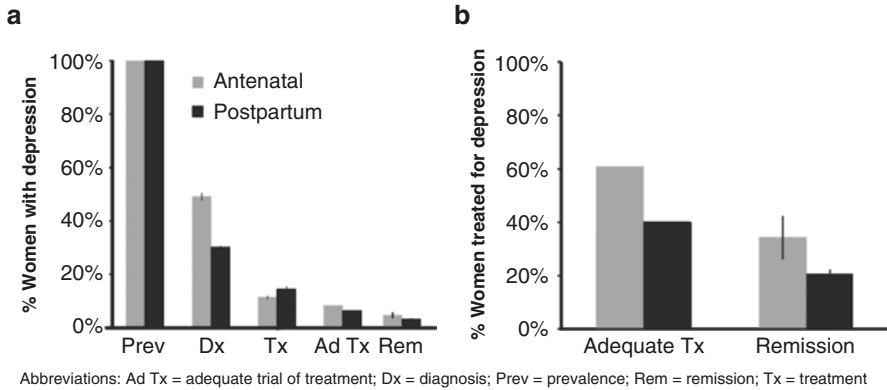 a
% Women with depression
100%
80%
60%
40%
20%
0%
Antenatal
Postpartum
Prev Dx Tx Ad Tx Rem
b
% Women treated for depression
100%
80%
60%
40%
20%
0%
Adequate Tx Remission
Abbreviations: Ad Tx = adequate trial of treatment; Dx = diagnosis; Prev = prevalence; Rem = remission; Tx = treatment